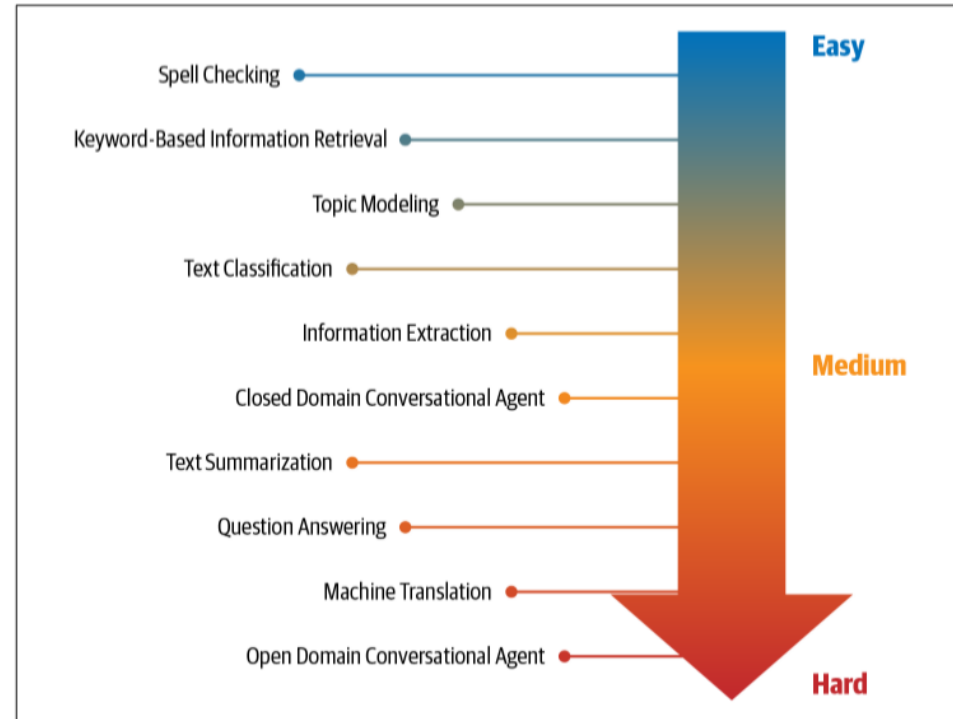 Easy
Spell Checking
Keyword-Based Information Retrieval
Topic Modeling
Text Classification
Information Extraction
Medium
Closed Domain Conversational Agent
Text Summarization
Question Answering
Machine Translation
Open Domain Conversational Agent
Hard